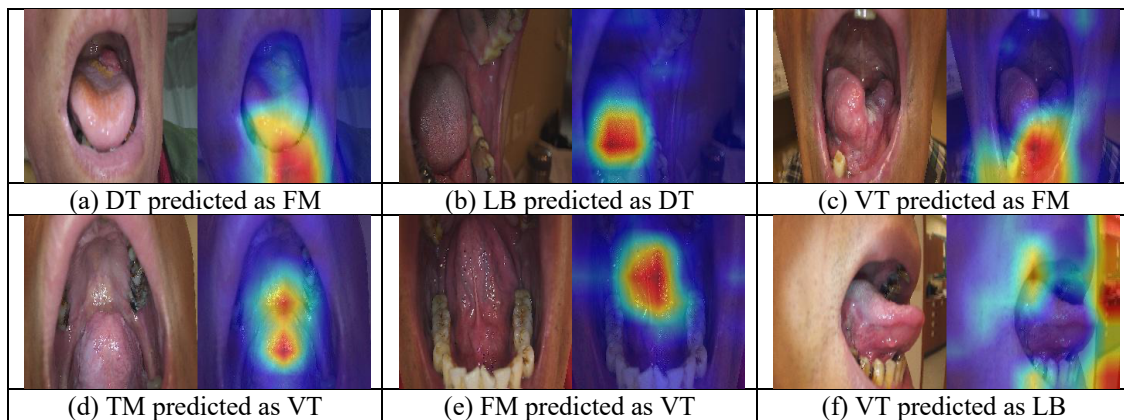 (a) DT predicted as FM
(b) LB predicted as DT
(c) VT predicted as FM
(d) TM predicted as VT
(e) FM predicted as VT
(f) VT predicted as LB